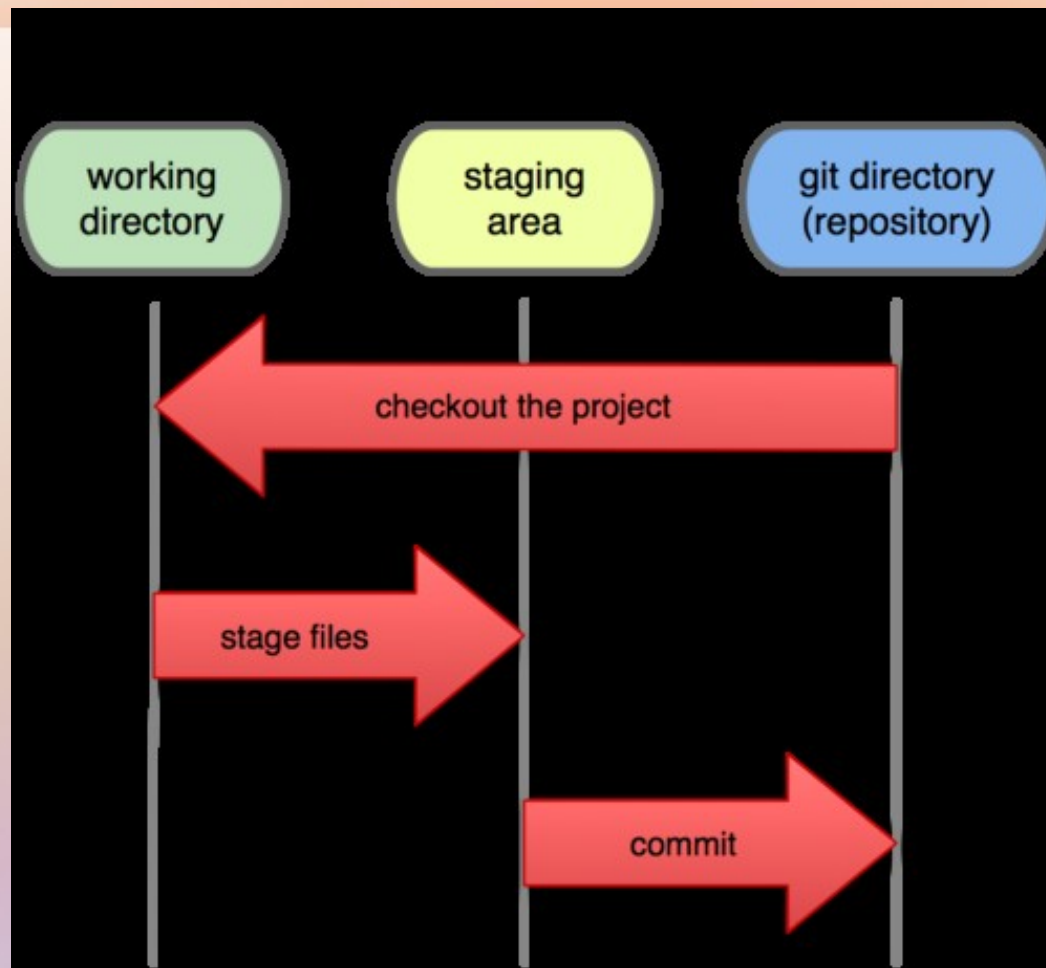 working
directory
staging
area
git directory
(repository)
checkout the project
stage files
commit